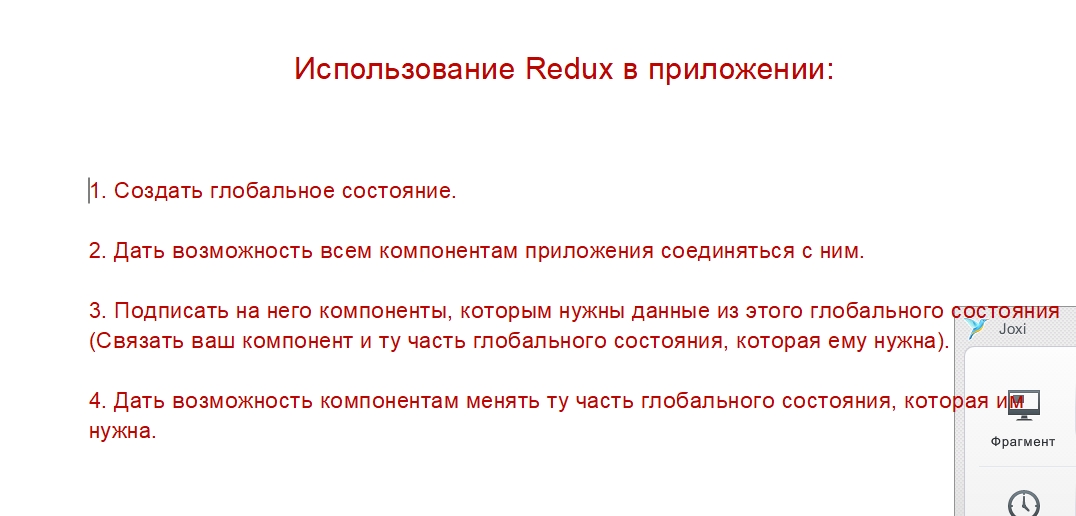 Использование Redux в приложении:
1. Создать глобальное состояние.
2. Дать возможность всем компонентам приложения соединяться с ним.
3. Подписать на него компоненты, которым нужны данные из этого глобального состояния
(Связать ваш компонент и ту часть глобального состояния, которая ему нужна).
Joxi
4. Дать возможность компонентам менять ту часть глобального состояния, которая им
нужна.
Фрагмент